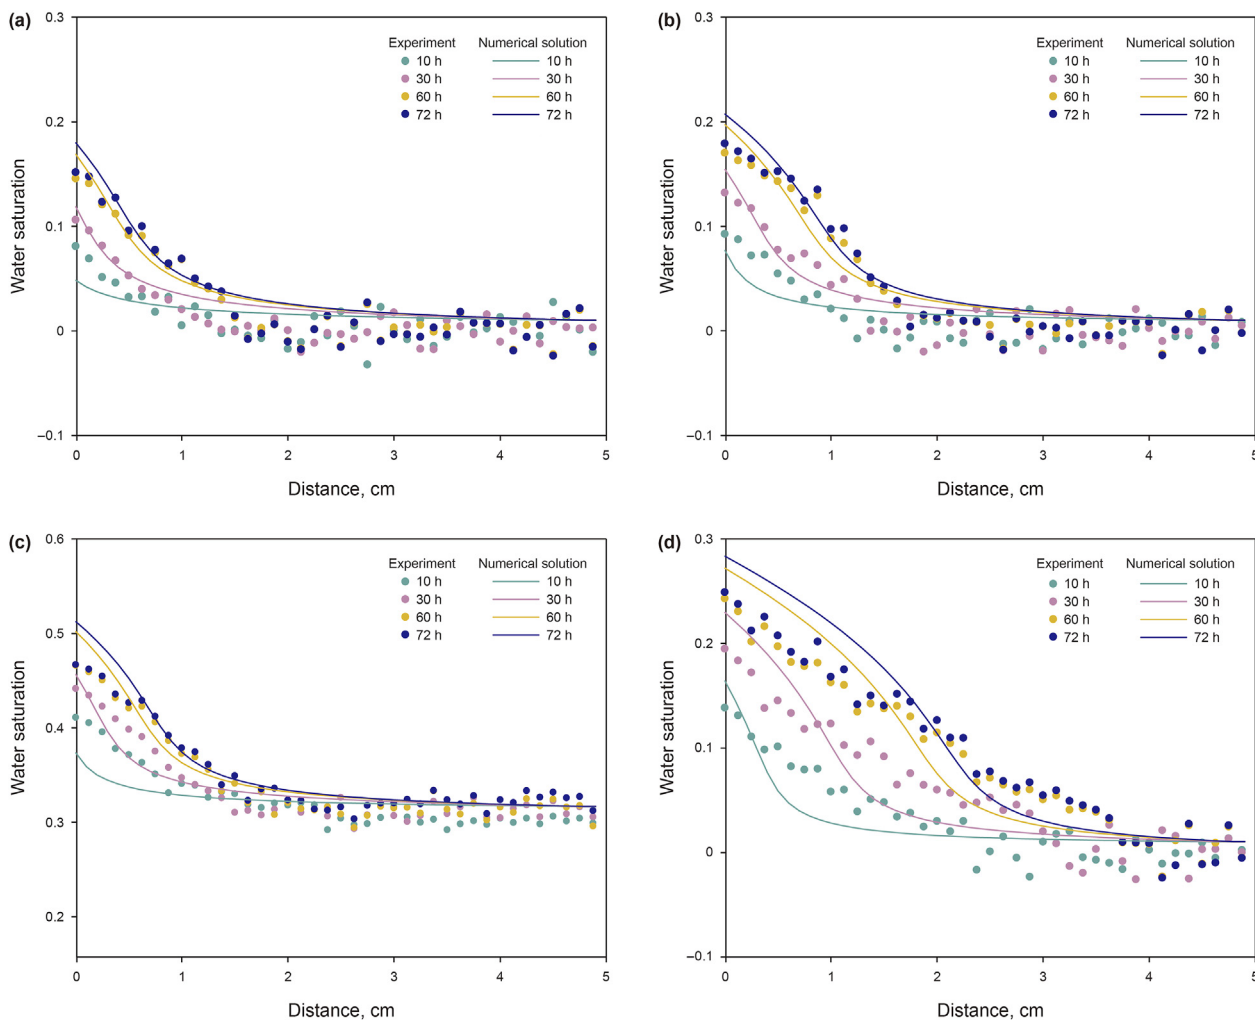 (a)
0.3
Experiment Numerical solution
10 h 10 h
30 h 30 h
60 h 60 h
72 h 72 h
0.2
0.1
0
–0.1
Water saturation
0 1 2 3 4 5
Distance, cm
(b)
0.3
Experiment Numerical solution
10 h 10 h
30 h 30 h
60 h 60 h
72 h 72 h
0.2
0.1
0
–0.1
Water saturation
0 1 2 3 4 5
Distance, cm
(c)
0.6
Experiment Numerical solution
10 h 10 h
30 h 30 h
60 h 60 h
72 h 72 h
0.5
0.4
0.3
0.2
Water saturation
0 1 2 3 4 5
Distance, cm
(d)
0.3
Experiment Numerical solution
10 h 10 h
30 h 30 h
60 h 60 h
72 h 72 h
0.2
0.1
0
–0.1
Water saturation
0 1 2 3 4 5
Distance, cm